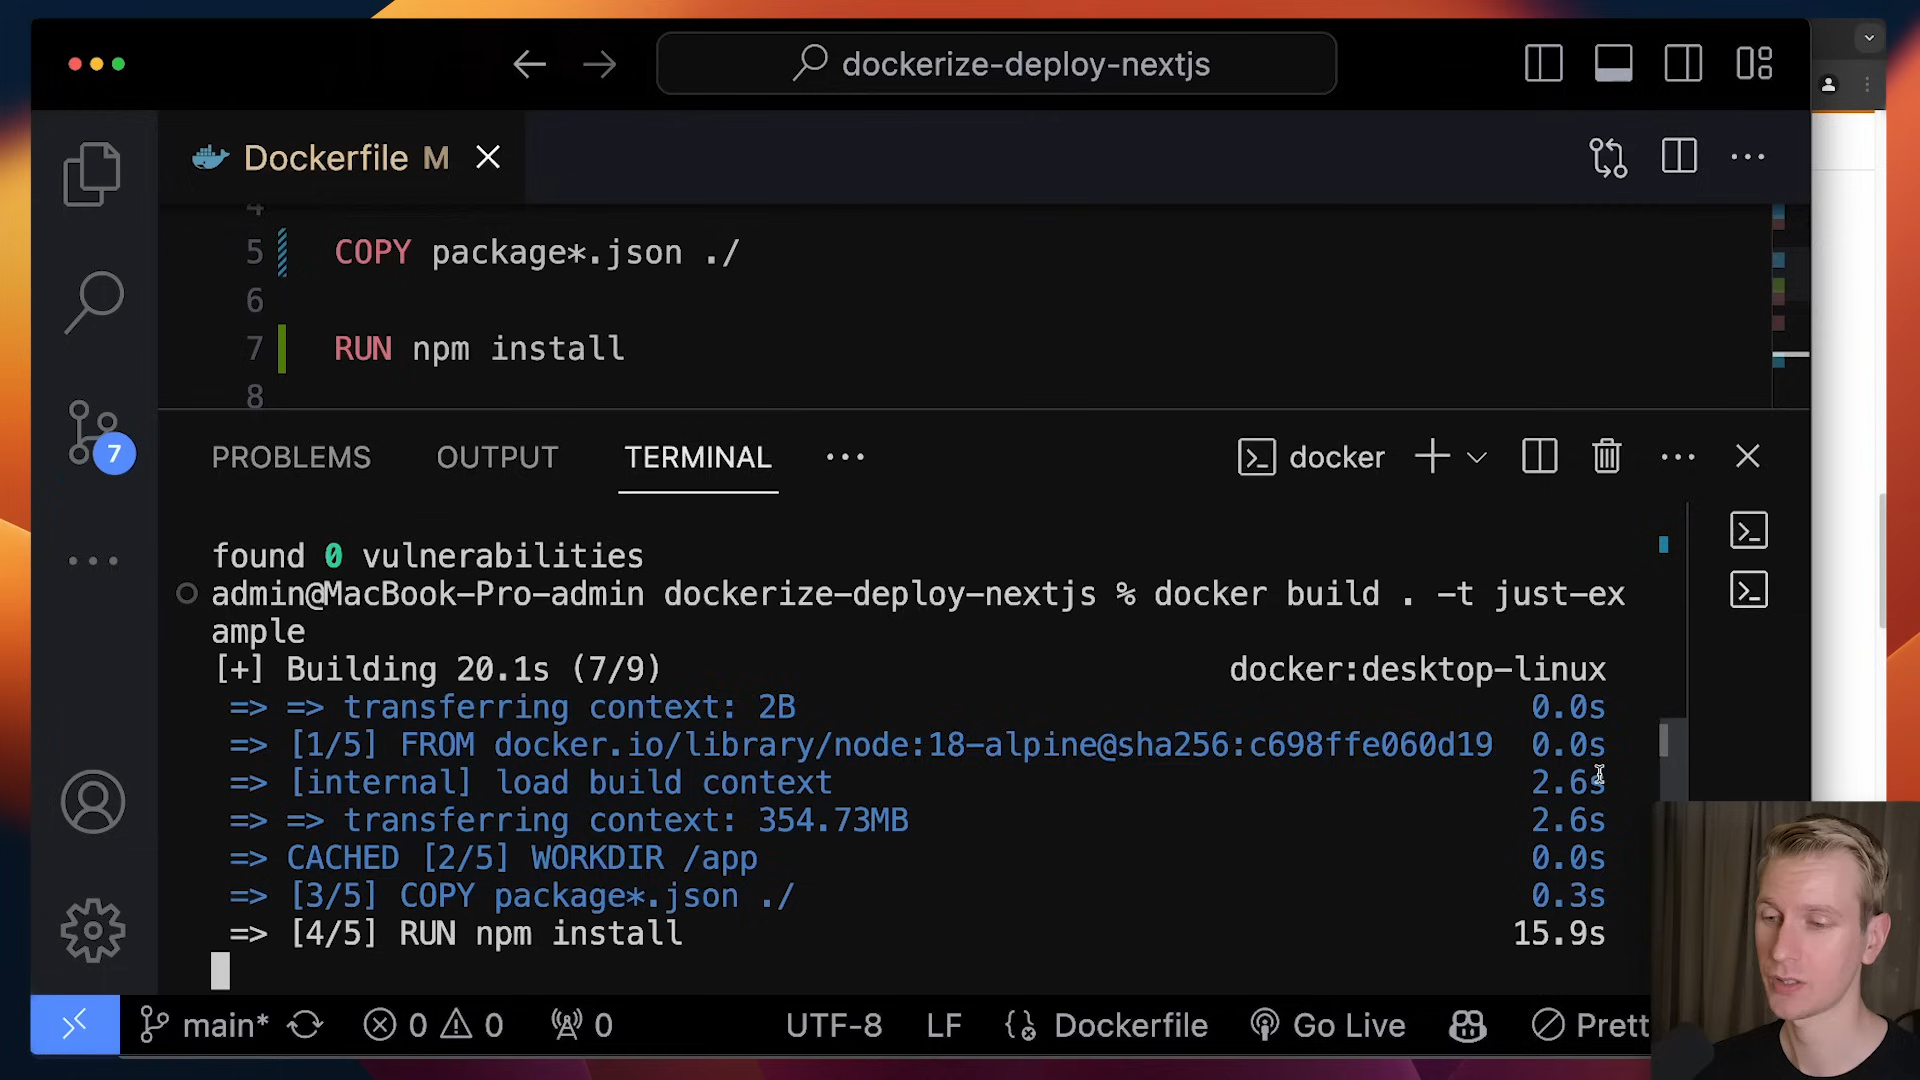 dockerize-deploy-nextjs
Dockerfile M
4
5 COPY package*.json ./
6
7 RUN npm install
8
PROBLEMS OUTPUT TERMINAL
docker
found 0 vulnerabilities
admin@MacBook-Pro-admin dockerize-deploy-nextjs % docker build . -t just-ex
ample
[+] Building 20.1s (7/9) docker:desktop-linux
=> => transferring context: 2B 0.0s
=> [1/5] FROM docker.io/library/node:18-alpine@sha256:c698ffe060d19 0.0s
=> [internal] load build context 2.6s
=> => transferring context: 354.73MB 2.6s
=> CACHED [2/5] WORKDIR /app 0.0s
=> [3/5] COPY package*.json ./ 0.3s
=> [4/5] RUN npm install 15.9s
7
main* 0 0 0 UTF-8 LF Dockerfile Go Live Prett